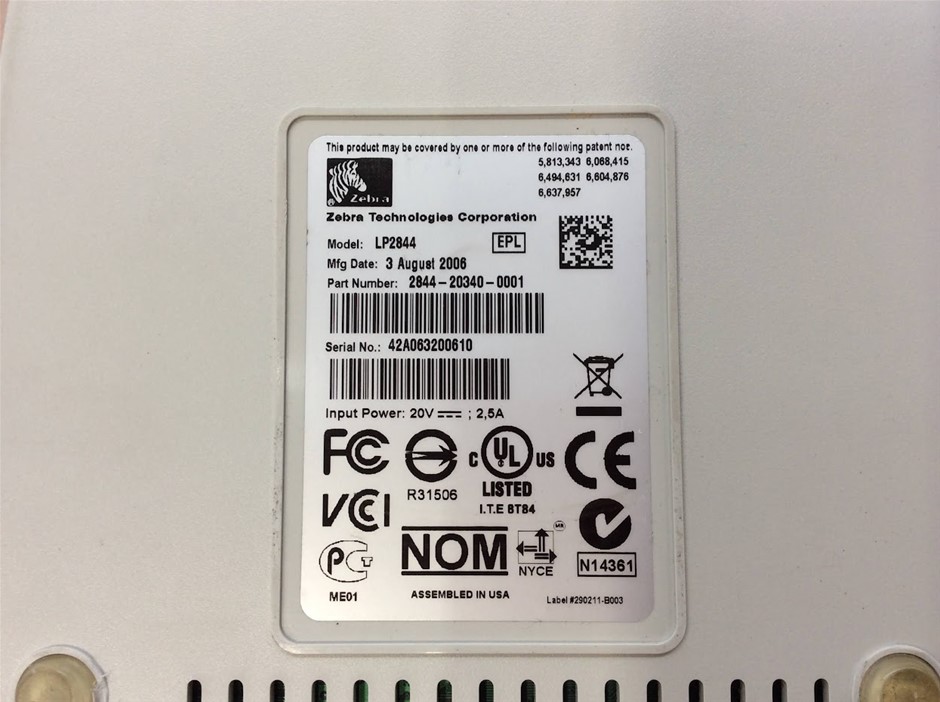 This product may be covered by one or more of the following patent nos.
5,813,343 6,068,415
6,494,631 6,604,876
6,637,957
Zebra
Zebra Technologies Corporation
Model: LP2844 EPL
Mfg Date: 3 August 2006
Part Number: 2844-20340-0001
Serial No.: 42A063200610
Input Power: 20V ; 2,5A
FC R31506 C UL US LISTED CE
I.T.E 8T84
VCCI
PCT
ME01
NOM
NYCE
N14361
ASSEMBLED IN USA
Label #290211-B003